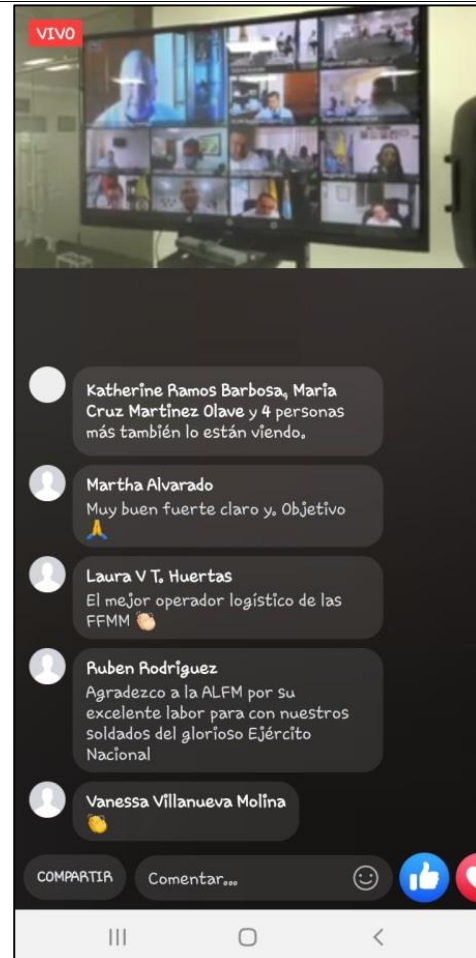 VIVO
Katherine Ramos Barbosa, Maria
Cruz Martinez Olave y 4 personas
más también lo están viendo.
Martha Alvarado
Muy buen fuerte claro y. Objetivo
🙏
Laura V T. Huertas
El mejor operador logístico de las
FFMM 👏🏻
Ruben Rodriguez
Agradezco a la ALFM por su
excelente labor para con nuestros
soldados del glorioso Ejército
Nacional
Vanessa Villanueva Molina
👏
COMPARTIR Comentar...